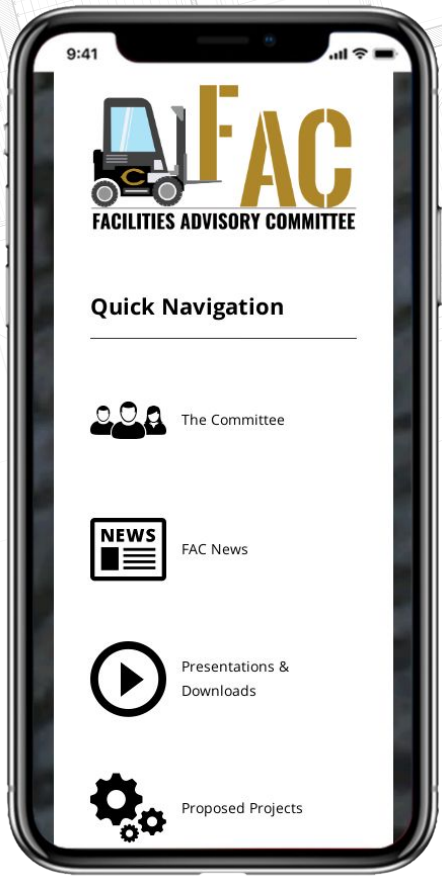 9:41
FAC
FACILITIES ADVISORY COMMITTEE
Quick Navigation
The Committee
NEWS
FAC News
Presentations &
Downloads
Proposed Projects